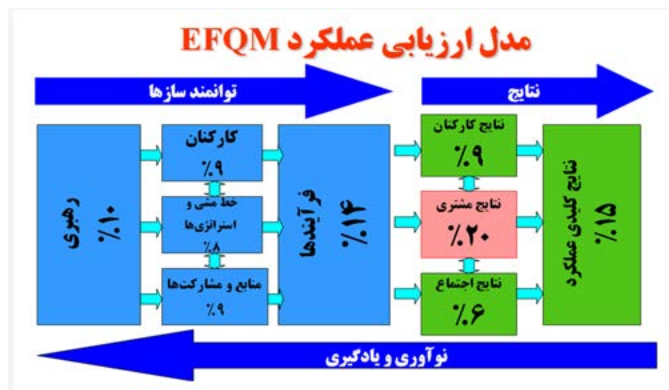 مدل ارزیابی عملکرد EFQM
توانمند سازها
نتایج
رهبری
٪۱۰
کارکنان
٪۹
خط مشی و
استراتژی‌ها
٪۸
منابع و مشارکت‌ها
٪۹
فرآیندها
٪۱۴
نتایج کارکنان
٪۹
نتایج مشتری
٪۲۰
نتایج اجتماع
٪۶
نتایج کلیدی عملکرد
٪۱۵
نوآوری و یادگیری